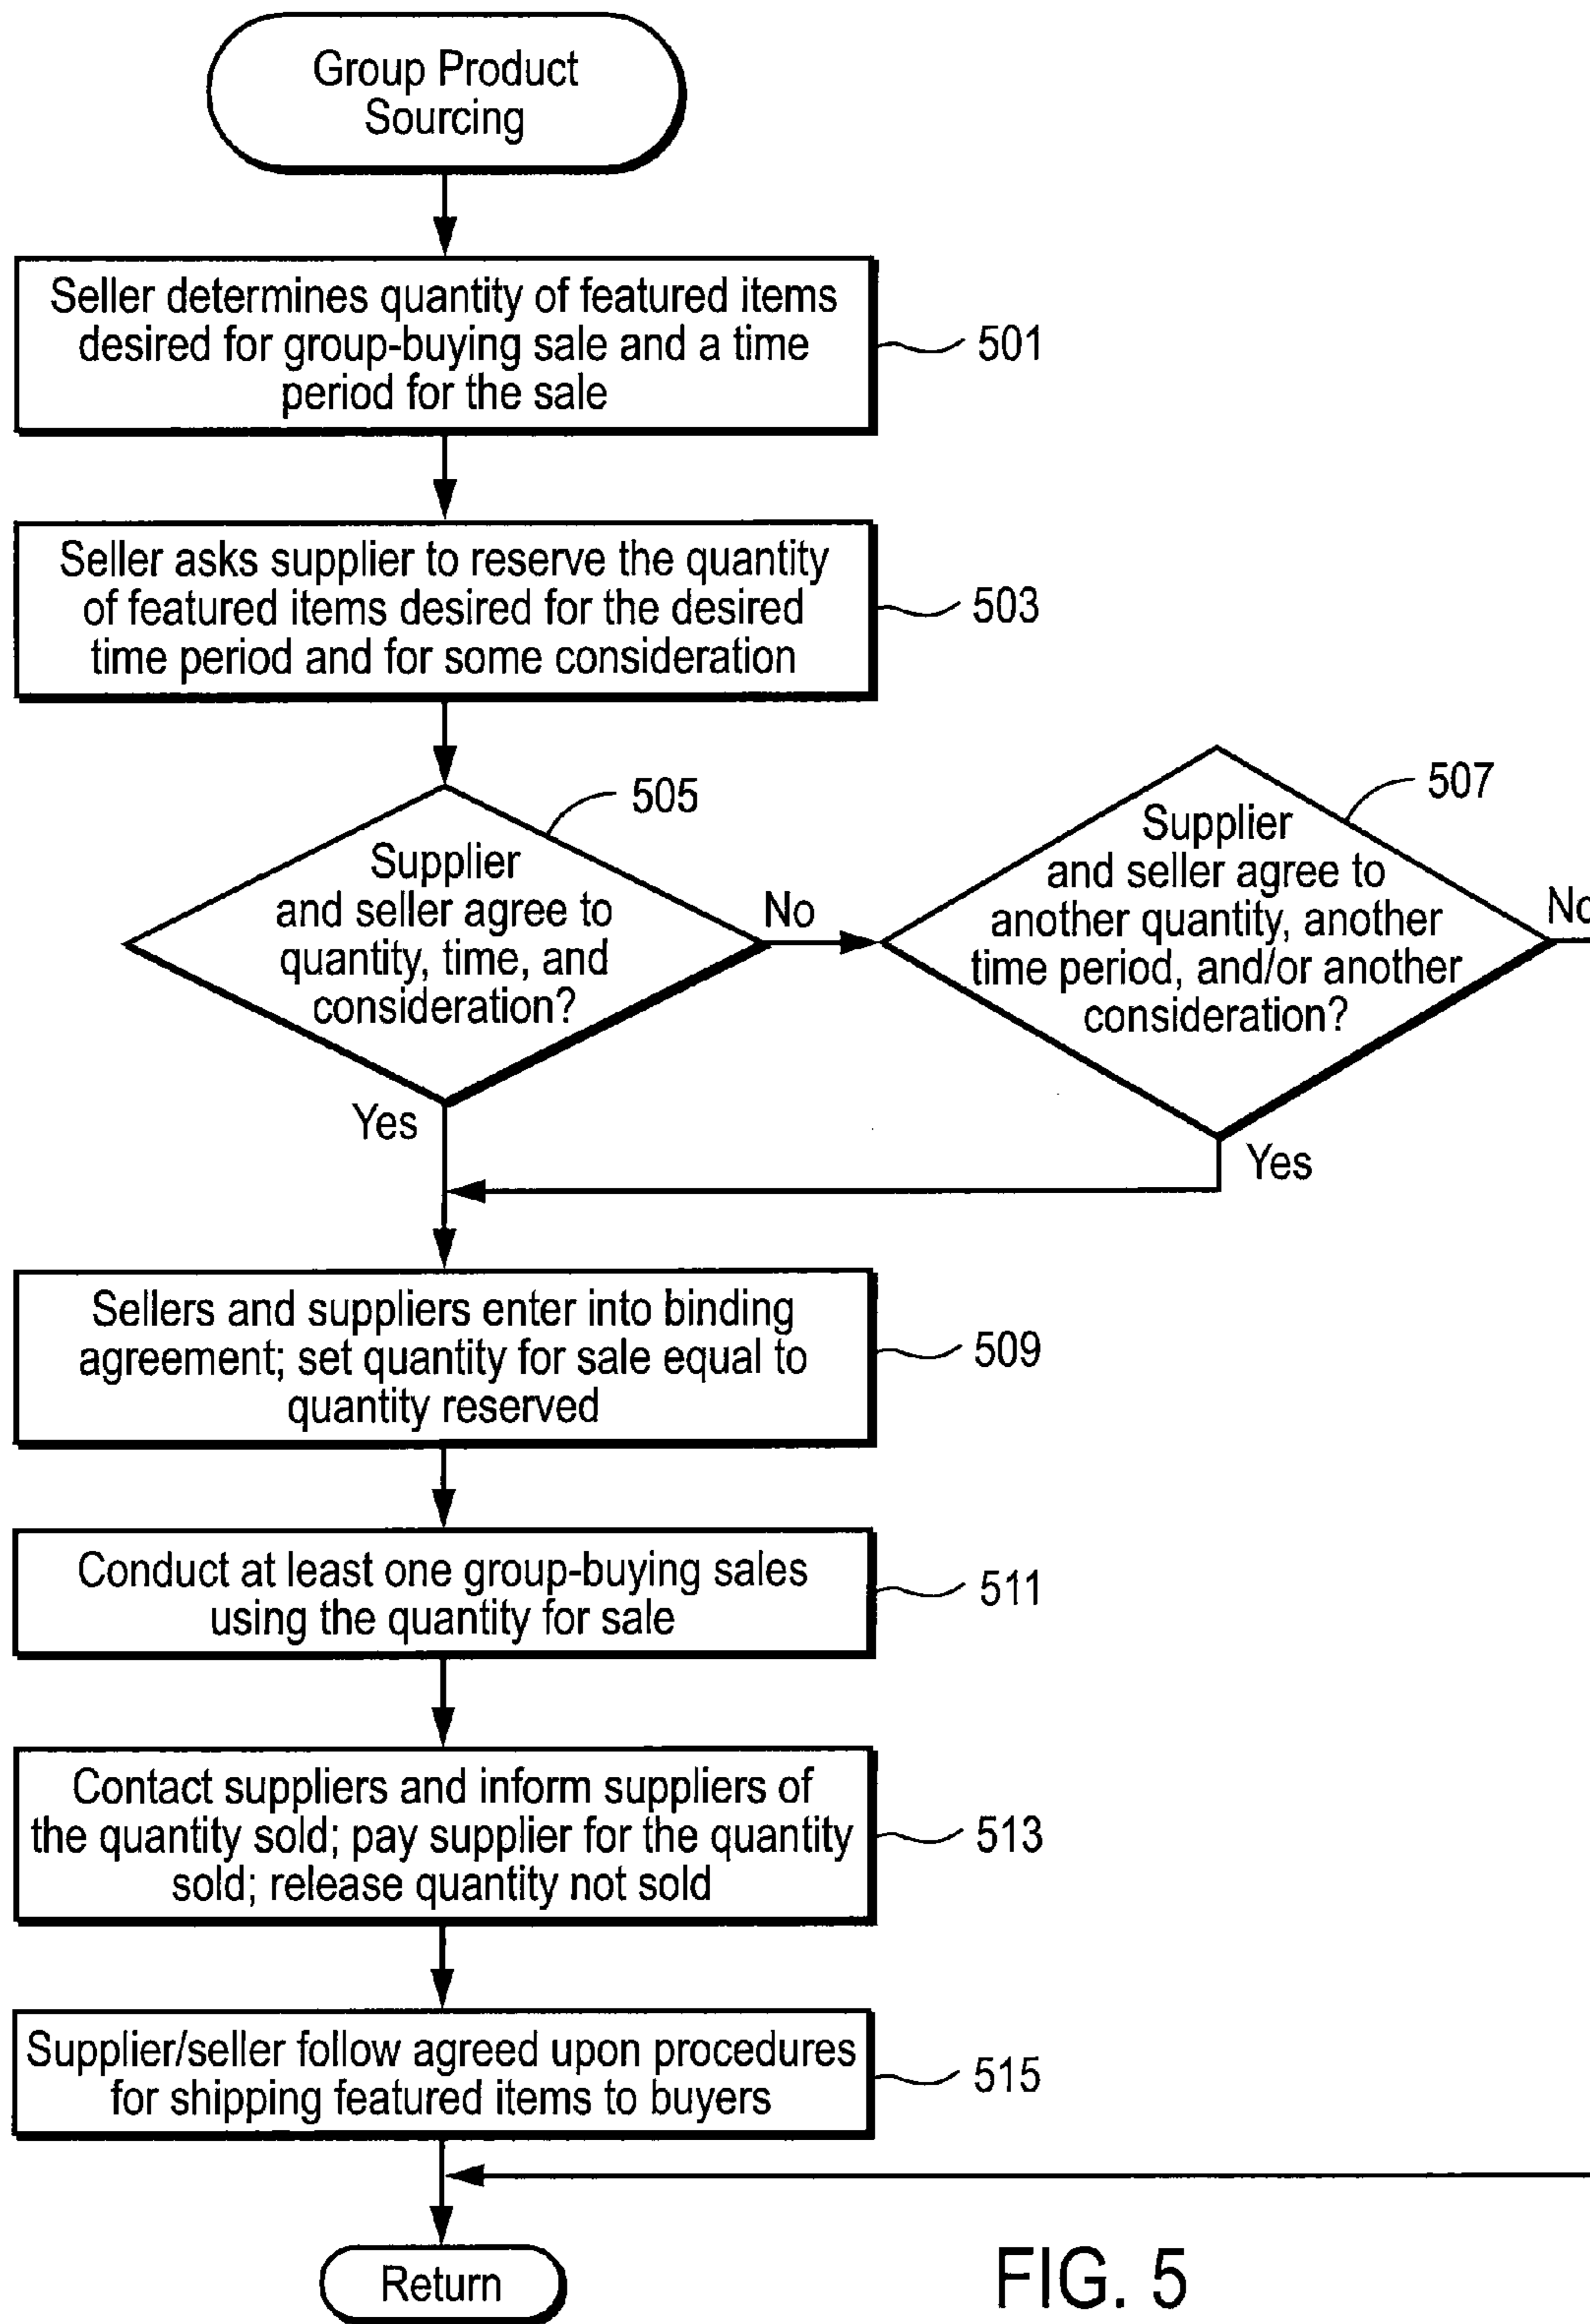 Group Product
Sourcing
Seller determines quantity of featured items
desired for group-buying sale and a time
period for the sale
501
Seller asks supplier to reserve the quantity
of featured items desired for the desired
time period and for some consideration
503
505
Supplier
and seller agree to
quantity, time, and
consideration?
No
Yes
507
Supplier
and seller agree to
another quantity, another
time period, and/or another
consideration?
No
Yes
Sellers and suppliers enter into binding
agreement; set quantity for sale equal to
quantity reserved
509
Conduct at least one group-buying sales
using the quantity for sale
511
Contact suppliers and inform suppliers of
the quantity sold; pay supplier for the quantity
sold; release quantity not sold
513
Supplier/seller follow agreed upon procedures
for shipping featured items to buyers
515
Return
FIG. 5